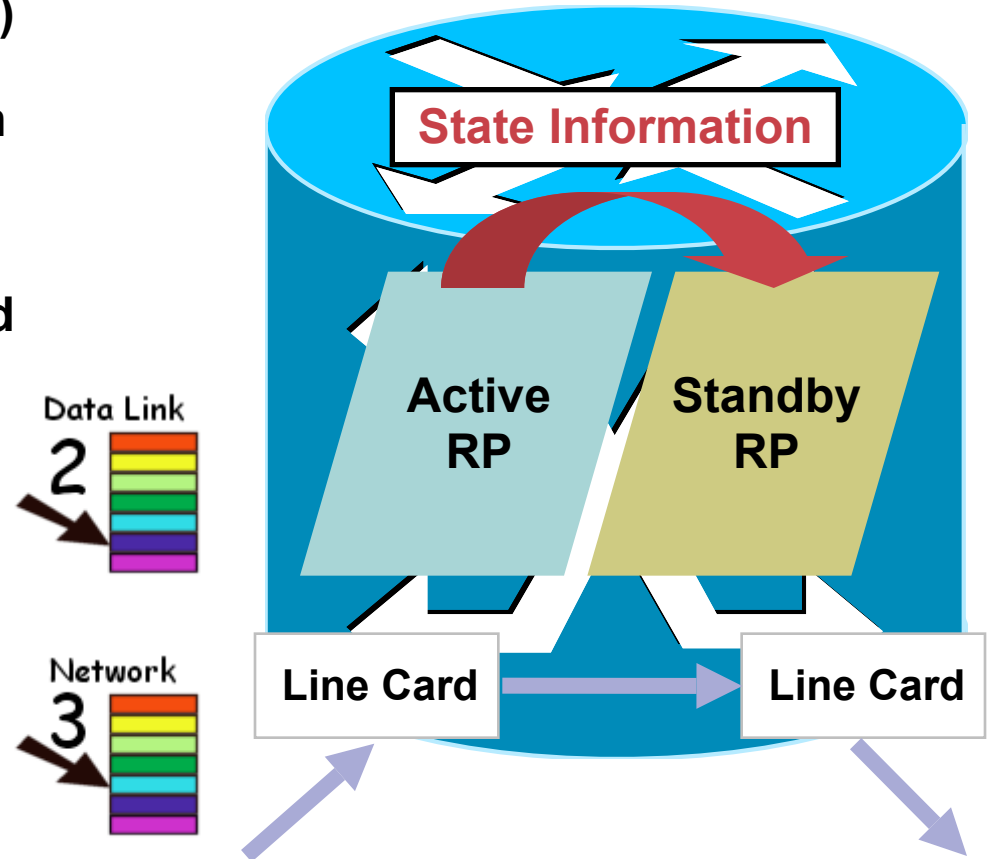 )
n
State Information
d
Active
RP
Standby
RP
Data Link
2
Network
3
Line Card
Line Card